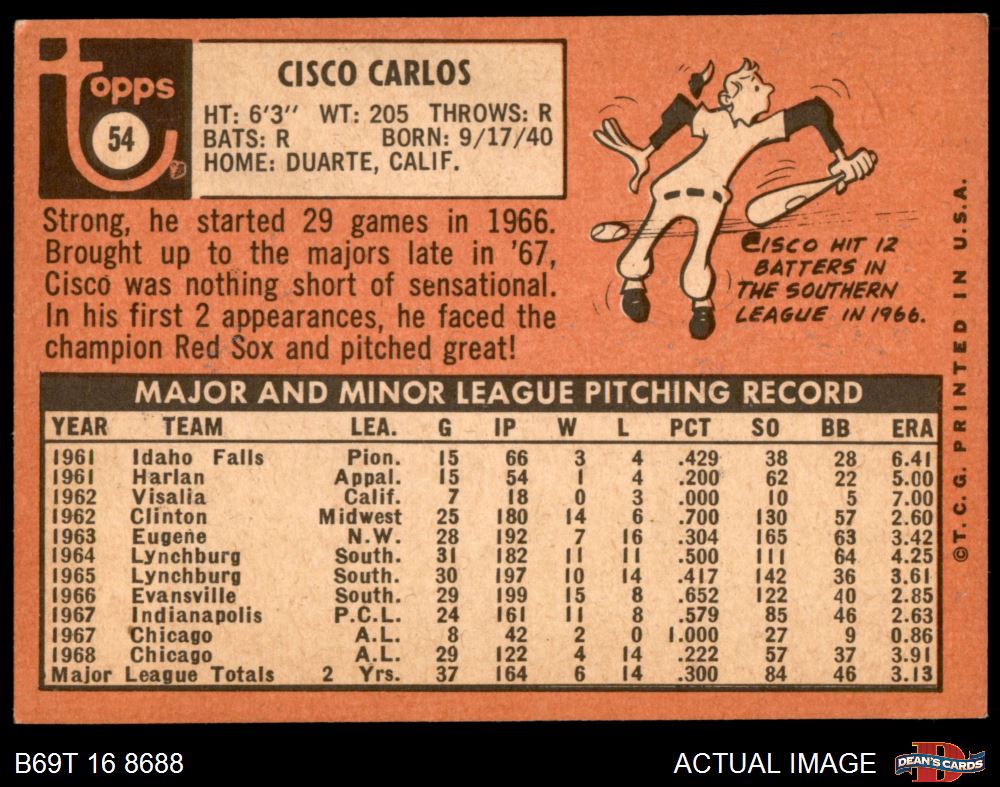 Topps
54
CISCO CARLOS
HT: 6'3" WT: 205 THROWS: R
BATS: R BORN: 9/17/40
HOME: DUARTE, CALIF.
Strong, he started 29 games in 1966.
Brought up to the majors late in '67,
Cisco was nothing short of sensational.
In his first 2 appearances, he faced the
champion Red Sox and pitched great!
CISCO HIT 12
BATTERS IN
THE SOUTHERN
LEAGUE IN 1966.
MAJOR AND MINOR LEAGUE PITCHING RECORD
YEAR TEAM LEA. G IP W L PCT SO BB ERA
1961 Idaho Falls Pion. 15 66 3 4 .429 38 28 6.41
1961 Harlan Appal. 15 54 1 4 .200 62 22 5.00
1962 Visalia Calif. 7 18 0 3 .000 10 5 7.00
1962 Clinton Midwest 25 180 14 6 .700 130 57 2.60
1963 Eugene N.W. 28 192 7 16 .304 165 63 3.42
1964 Lynchburg South. 31 182 11 11 .500 111 64 4.25
1965 Lynchburg South. 30 197 10 14 .417 142 36 3.61
1966 Evansville South. 29 199 15 8 .652 122 40 2.85
1967 Indianapolis P.C.L. 24 161 11 8 .579 85 46 2.63
1967 Chicago A.L. 8 42 2 0 1.000 27 9 0.86
1968 Chicago A.L. 29 122 4 14 .222 57 37 3.91
Major League Totals 2 Yrs. 37 164 6 14 .300 84 46 3.13
©T.C.G. PRINTED IN U.S.A.
B69T 16 8688
ACTUAL IMAGE
D
DEAN'S CARDS